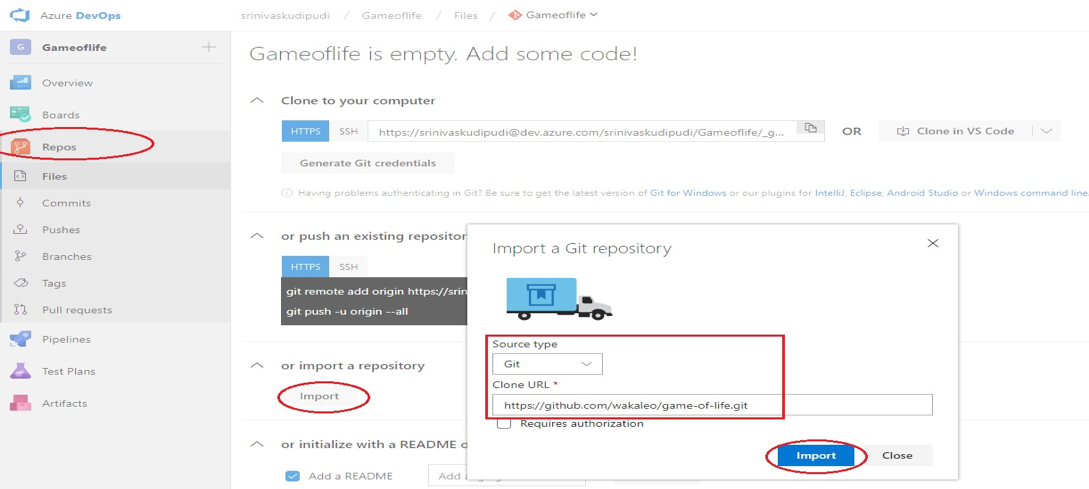 Azure DevOps
srinivaskudipudi / Gameoflife / Files / Gameoflife
G Gameoflife
Overview
Boards
Repos
Files
Commits
Pushes
Branches
Tags
Pull requests
Pipelines
Test Plans
Artifacts
Gameoflife is empty. Add some code!
Clone to your computer
HTTPS SSH https://srinivaskudipudi@dev.azure.com/srinivaskudipudi/Gameoflife/_g... OR Clone in VS Code
Generate Git credentials
Having problems authenticating in Git? Be sure to get the latest version of Git for Windows or our plugins for IntelliJ, Eclipse, Android Studio or Windows command line.
or push an existing repositor
HTTPS SSH
git remote add origin https://srin
git push -u origin --all
or import a repository
Import
or initialize with a README o
Add a README
Import a Git repository
Source type
Git
Clone URL *
https://github.com/wakaleo/game-of-life.git
Requires authorization
Import Close